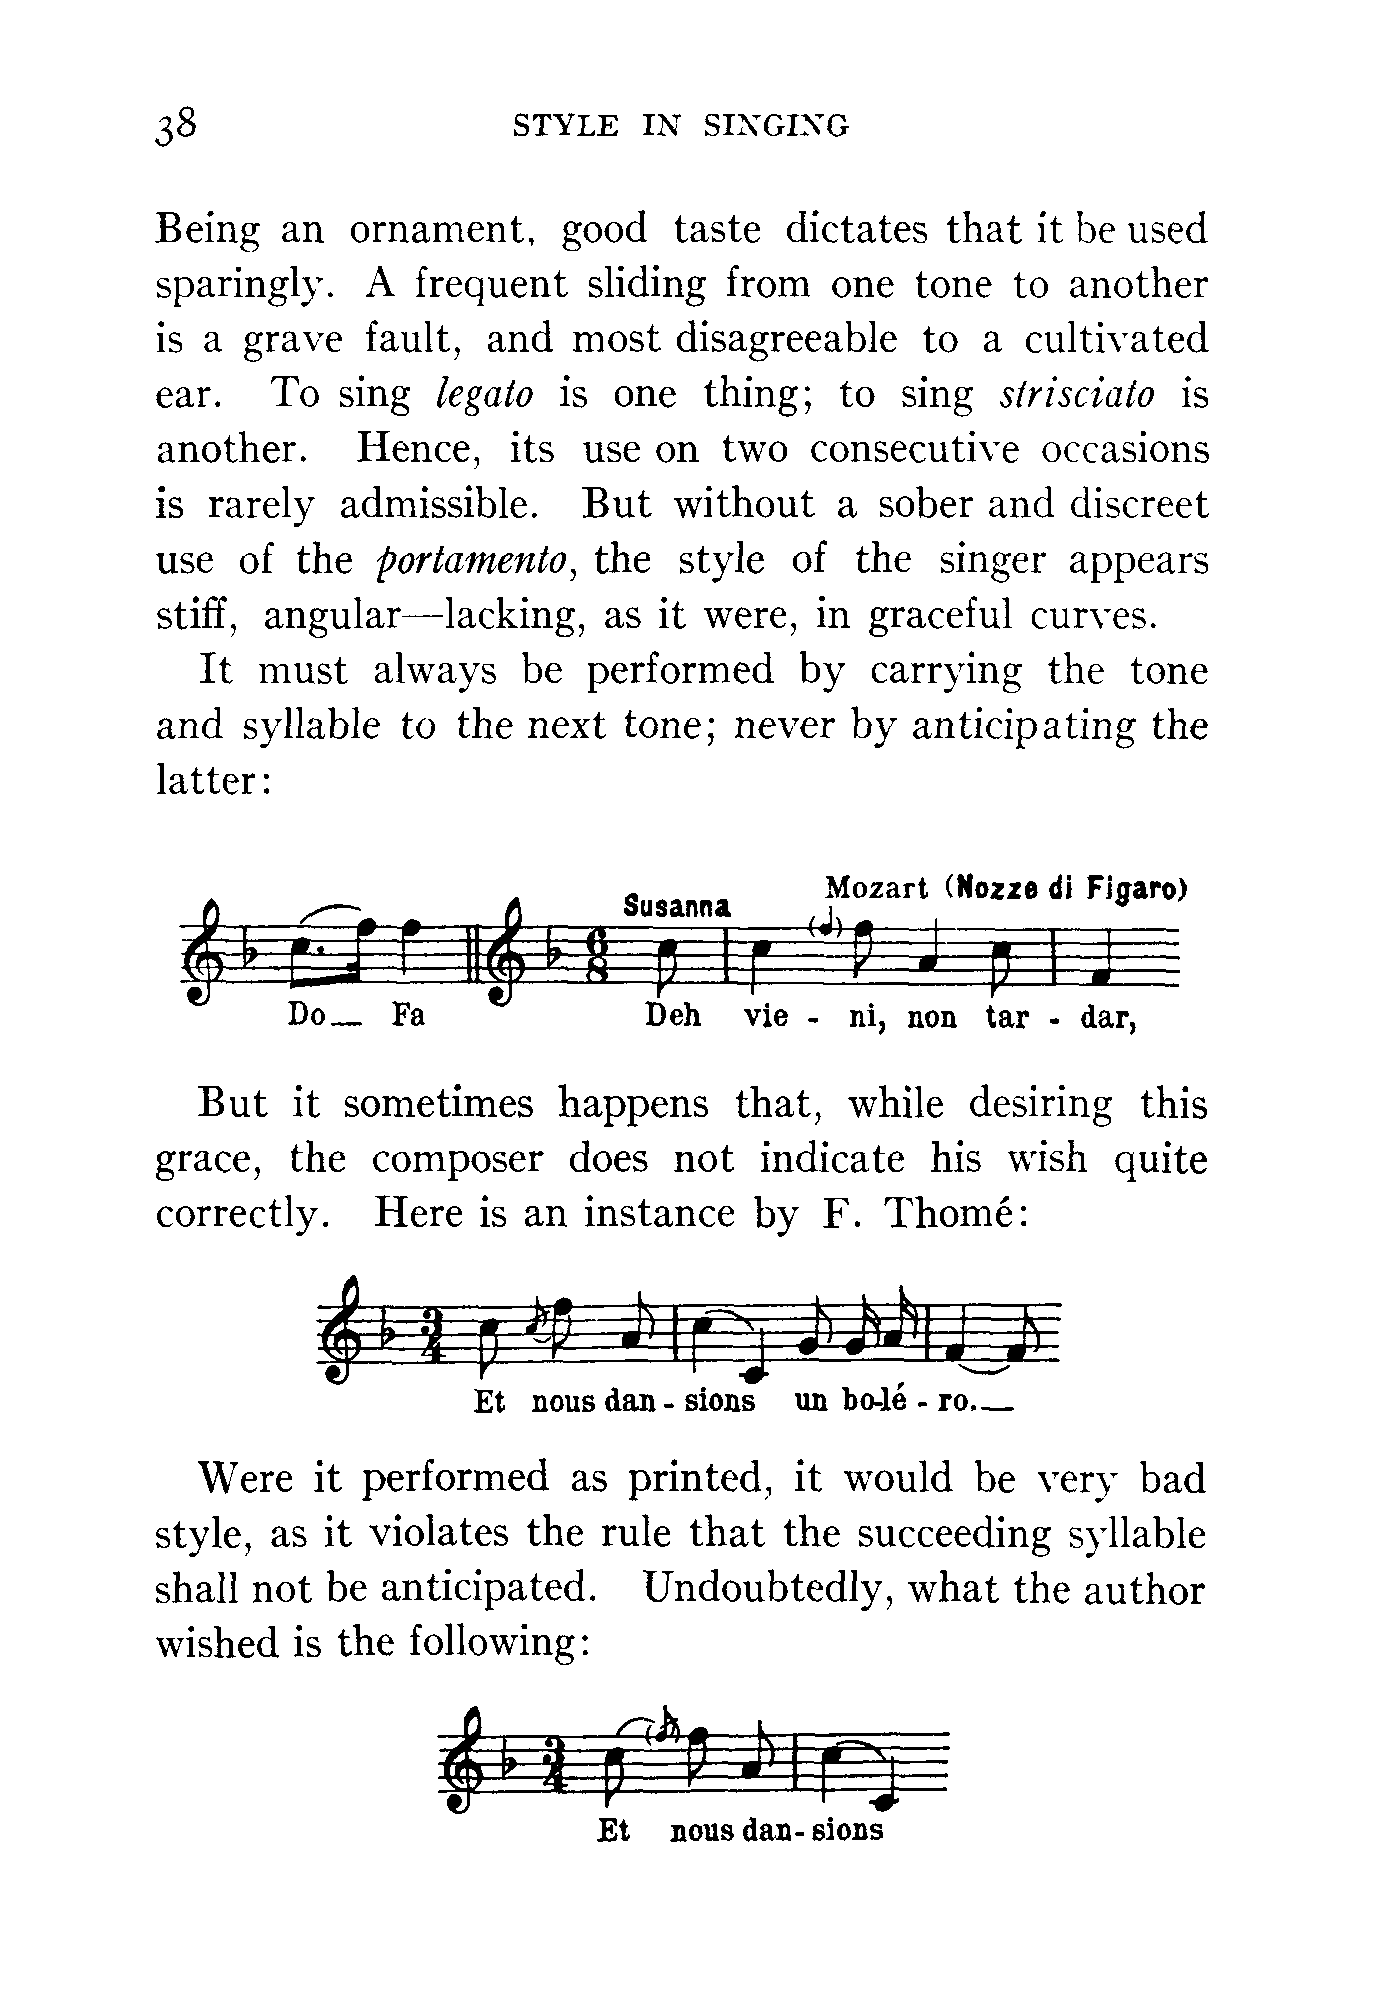 38 STYLE IN SINGING
Being an ornament, good taste dictates that it be used
sparingly. A frequent sliding from one tone to another
is a grave fault, and most disagreeable to a cultivated
ear. To sing legato is one thing; to sing strisciato is
another. Hence, its use on two consecutive occasions
is rarely admissible. But without a sober and discreet
use of the portamento, the style of the singer appears
stiff, angular—lacking, as it were, in graceful curves.
It must always be performed by carrying the tone
and syllable to the next tone; never by anticipating the
latter:
Susanna Mozart (Nozze di Figaro)
Do_ Fa Deh vie - ni, non tar - dar,
But it sometimes happens that, while desiring this
grace, the composer does not indicate his wish quite
correctly. Here is an instance by F. Thomé:
Et nous dan - sions un bo-lé - ro._
Were it performed as printed, it would be very bad
style, as it violates the rule that the succeeding syllable
shall not be anticipated. Undoubtedly, what the author
wished is the following:
Et nous dan- sions